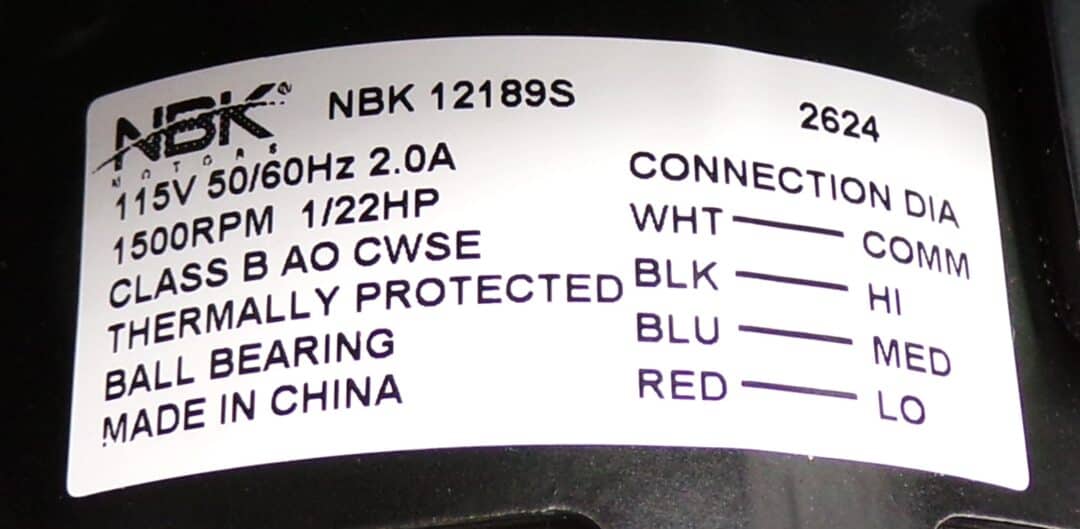 NBK
MOTORS
NBK 12189S
115V 50/60Hz 2.0A
1500RPM 1/22HP
CLASS B AO CWSE
THERMALLY PROTECTED
BALL BEARING
MADE IN CHINA
2624
CONNECTION DIA
WHT — COMM
BLK — HI
BLU — MED
RED — LO